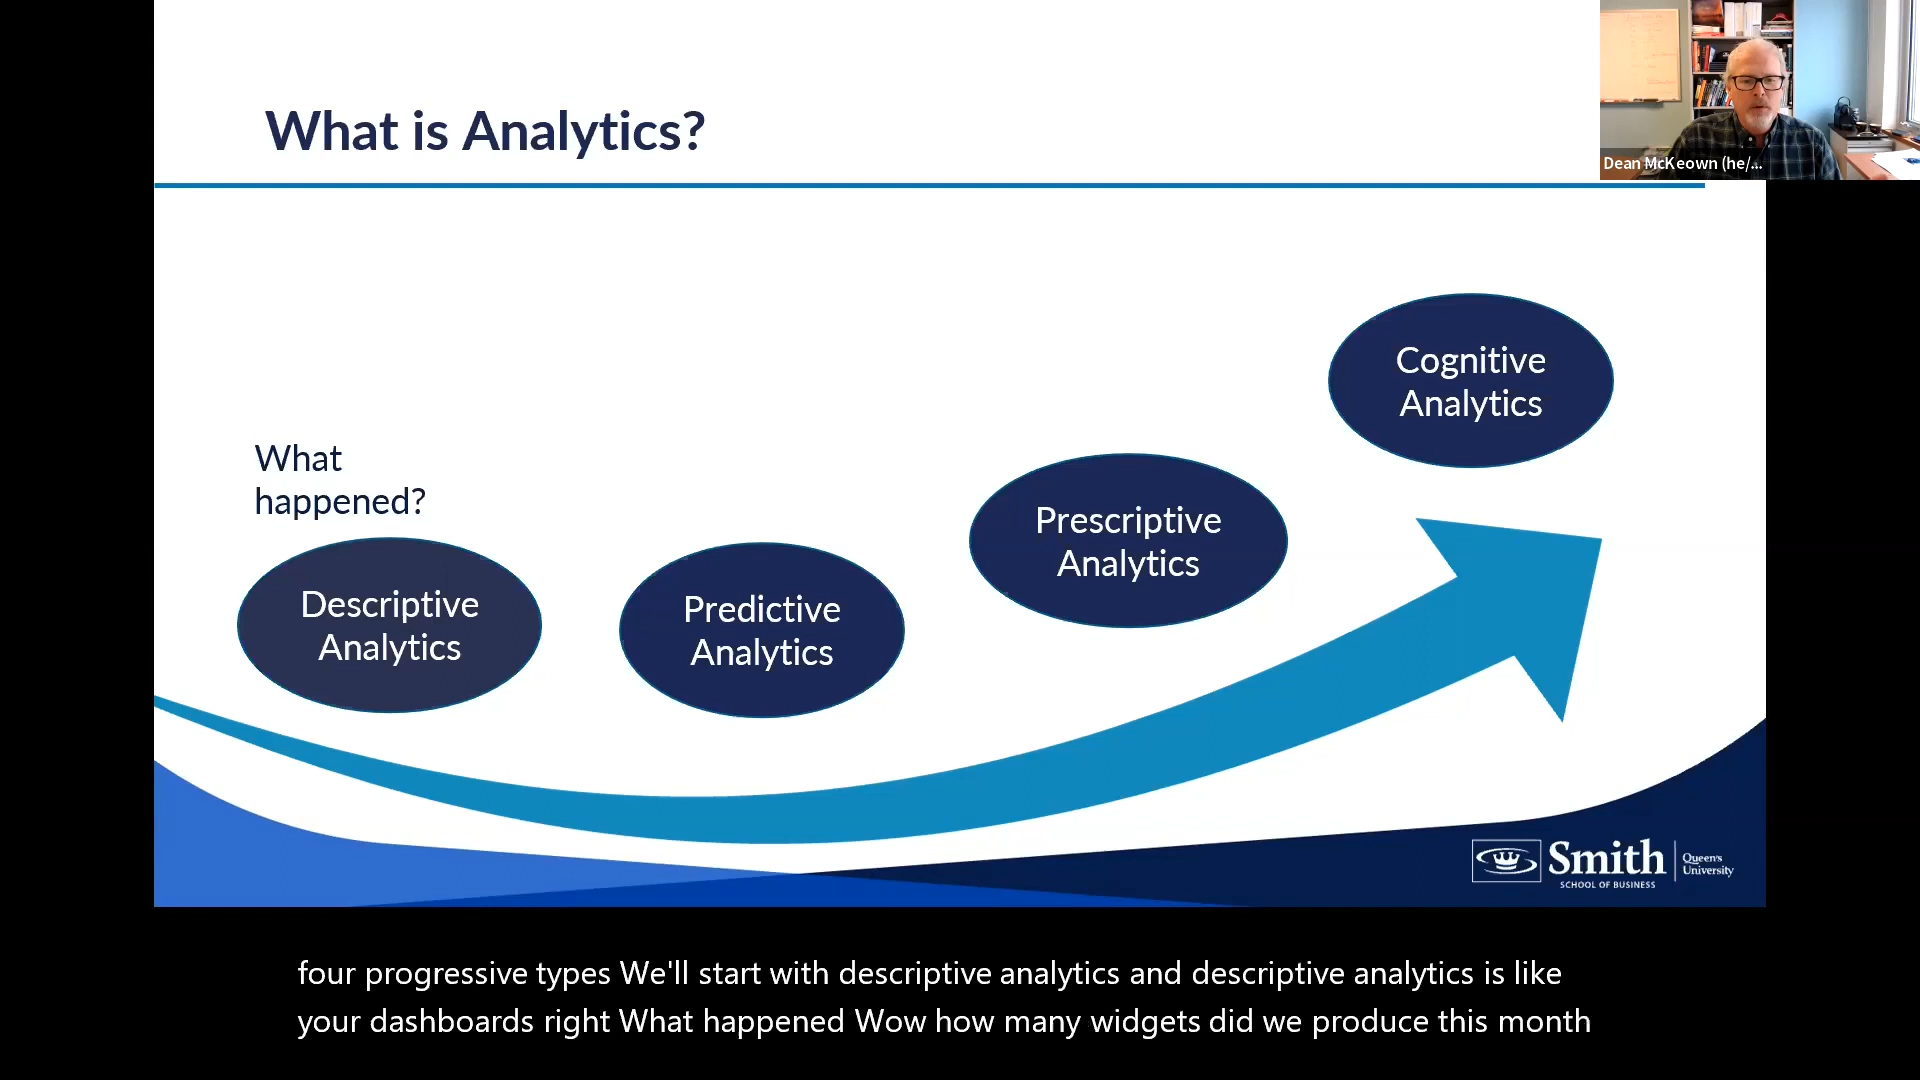 What is Analytics?
Dean McKeown (he/...
Cognitive
Analytics
What
happened?
Prescriptive
Analytics
Descriptive
Analytics
Predictive
Analytics
Smith
SCHOOL OF BUSINESS
Queen's
University
four progressive types We'll start with descriptive analytics and descriptive analytics is like
your dashboards right What happened Wow how many widgets did we produce this month